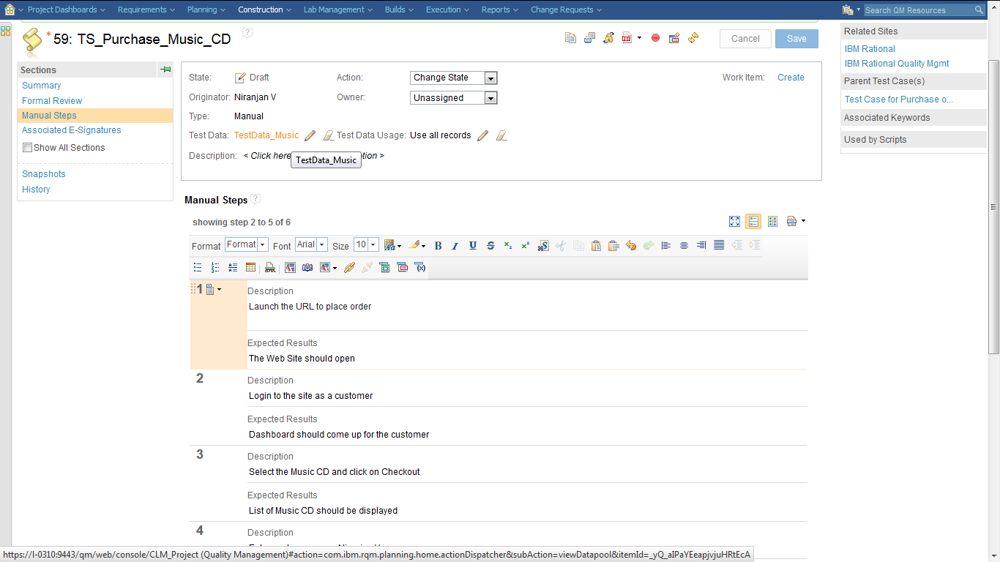 Project Dashboards Requirements Planning Construction Lab Management Builds Execution Reports Change Requests Search QM Resources
* 59: TS_Purchase_Music_CD ?
PDF Cancel Save
Sections
Summary
Formal Review
Manual Steps
Associated E-Signatures
Show All Sections
Snapshots
History
State: Draft Action: Change State Work Item: Create
Originator: Niranjan V Owner: Unassigned
Type: Manual
Test Data: TestData_Music Test Data Usage: Use all records
Description: < Click here tion >
TestData_Music
Related Sites
IBM Rational
IBM Rational Quality Mgmt
Parent Test Case(s)
Test Case for Purchase o...
Associated Keywords
Used by Scripts
Manual Steps ?
showing step 2 to 5 of 6
Format Format Font Arial Size 10 B I U S
1 Description
Launch the URL to place order
Expected Results
The Web Site should open
2 Description
Login to the site as a customer
Expected Results
Dashboard should come up for the customer
3 Description
Select the Music CD and click on Checkout
Expected Results
List of Music CD should be displayed
4 Description
https://l-0310:9443/qm/web/console/CLM_Project (Quality Management)#action=com.ibm.rqm.planning.home.actionDispatcher&subAction=viewDatapool&itemId=_yQ_aIPaYEeapjvjuHRtEcA